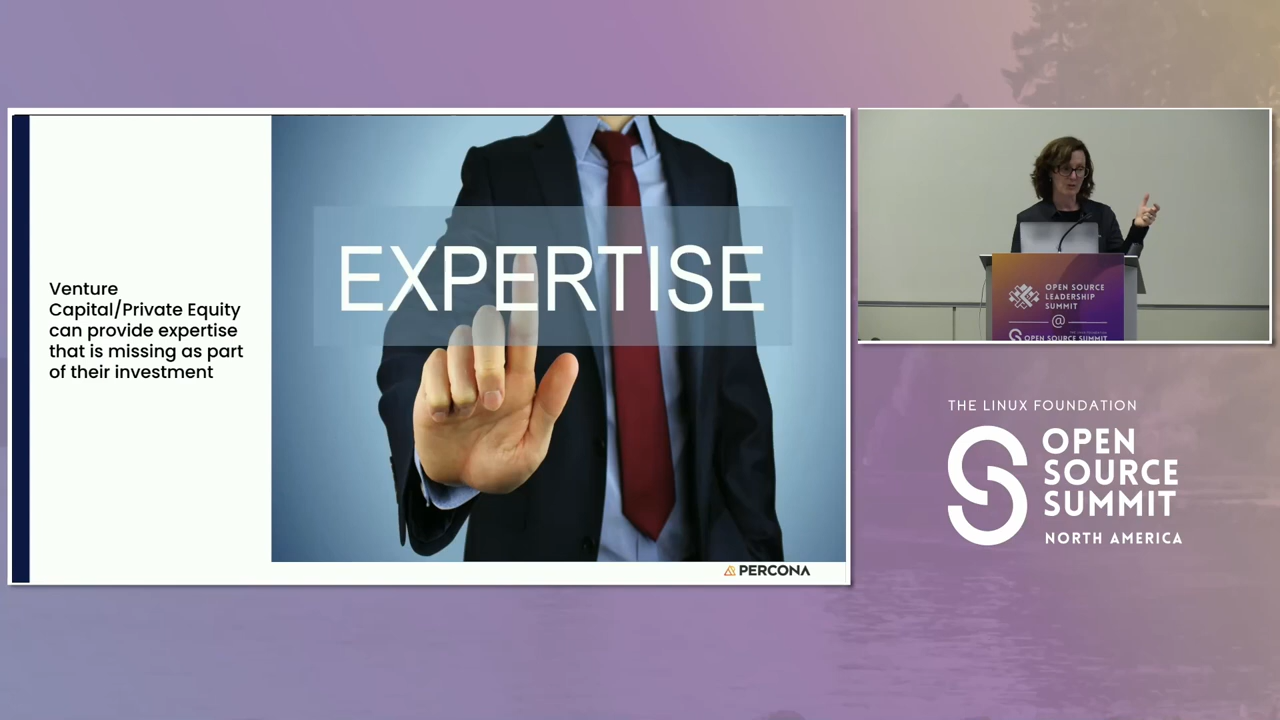 Venture
Capital/Private Equity
can provide expertise
that is missing as part
of their investment
EXPERTISE
PERCONA
OPEN SOURCE
LEADERSHIP
SUMMIT
@
OPEN SOURCE SUMMIT
THE LINUX FOUNDATION
OPEN
SOURCE
SUMMIT
NORTH AMERICA